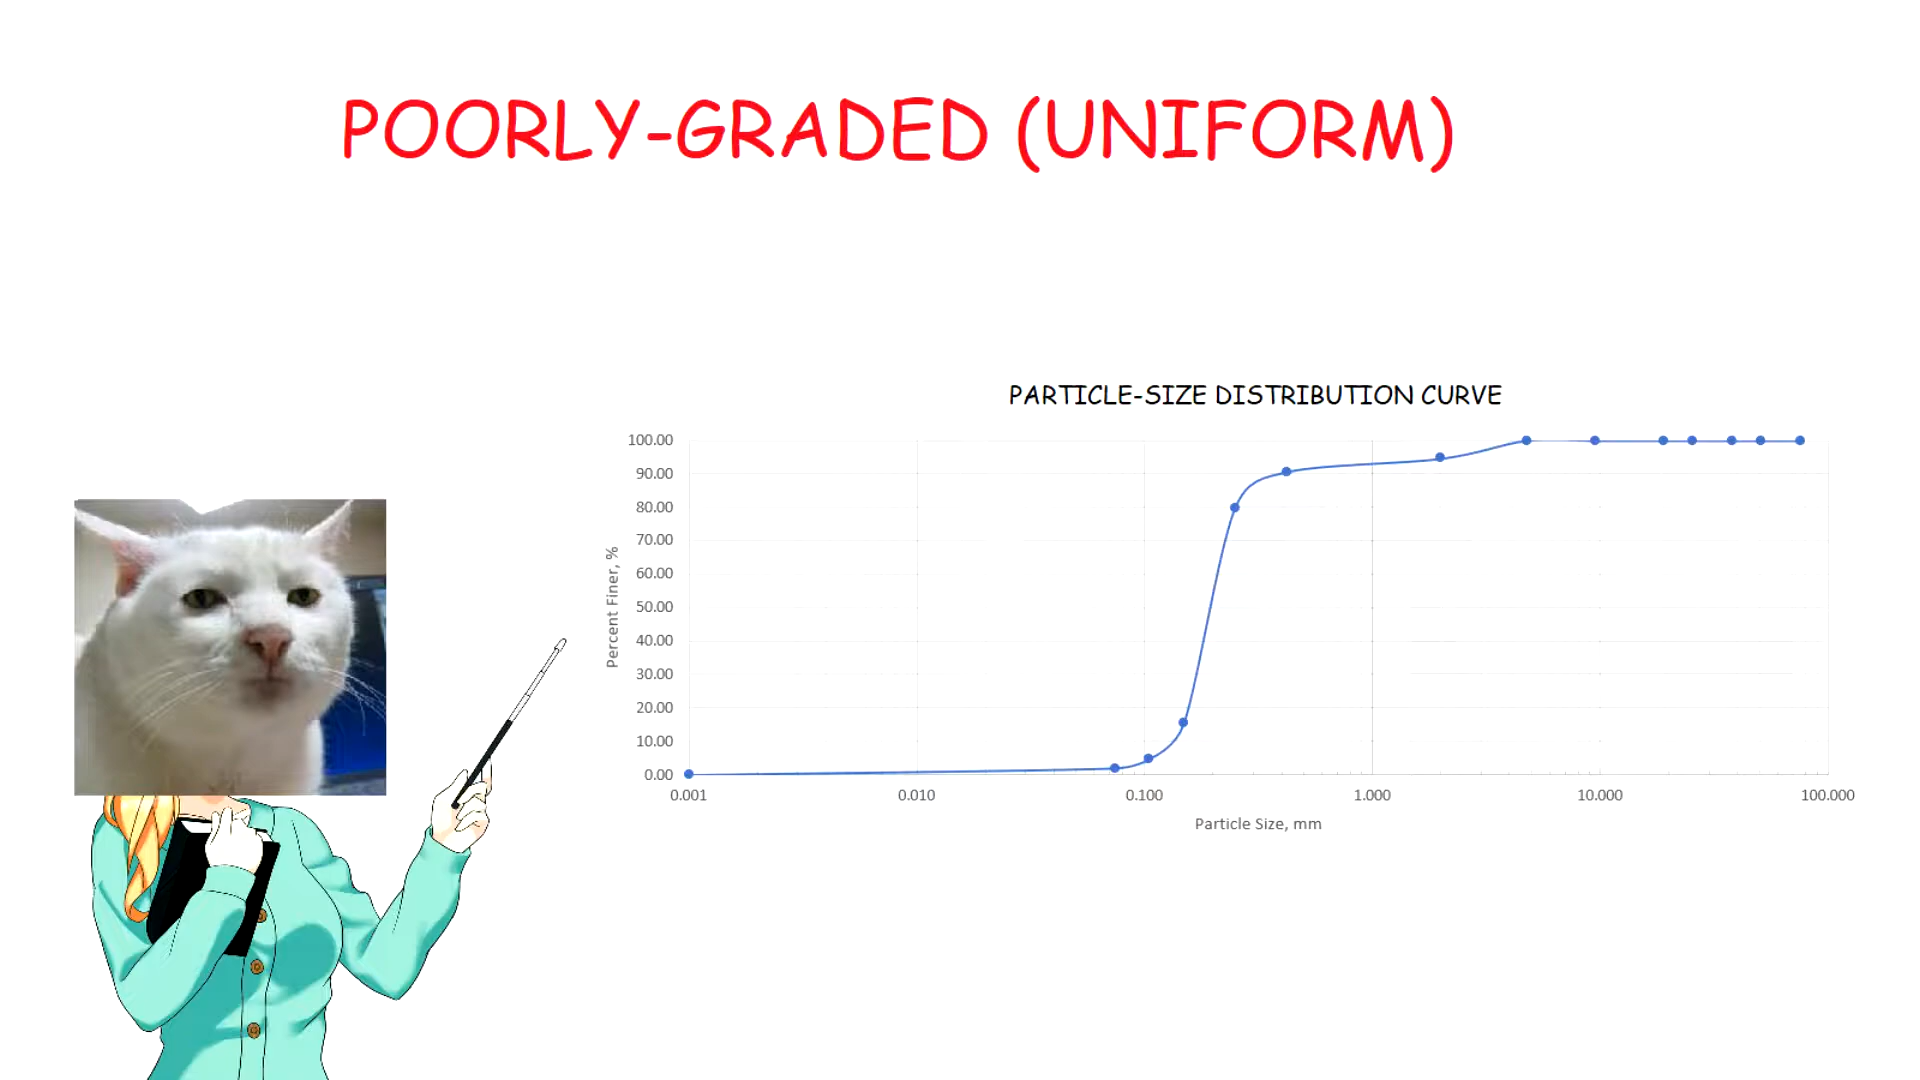 POORLY-GRADED (UNIFORM)
PARTICLE-SIZE DISTRIBUTION CURVE
Percent Finer, %
100.00
90.00
80.00
70.00
60.00
50.00
40.00
30.00
20.00
10.00
0.00
0.001 0.010 0.100 1.000 10.000 100.000
Particle Size, mm